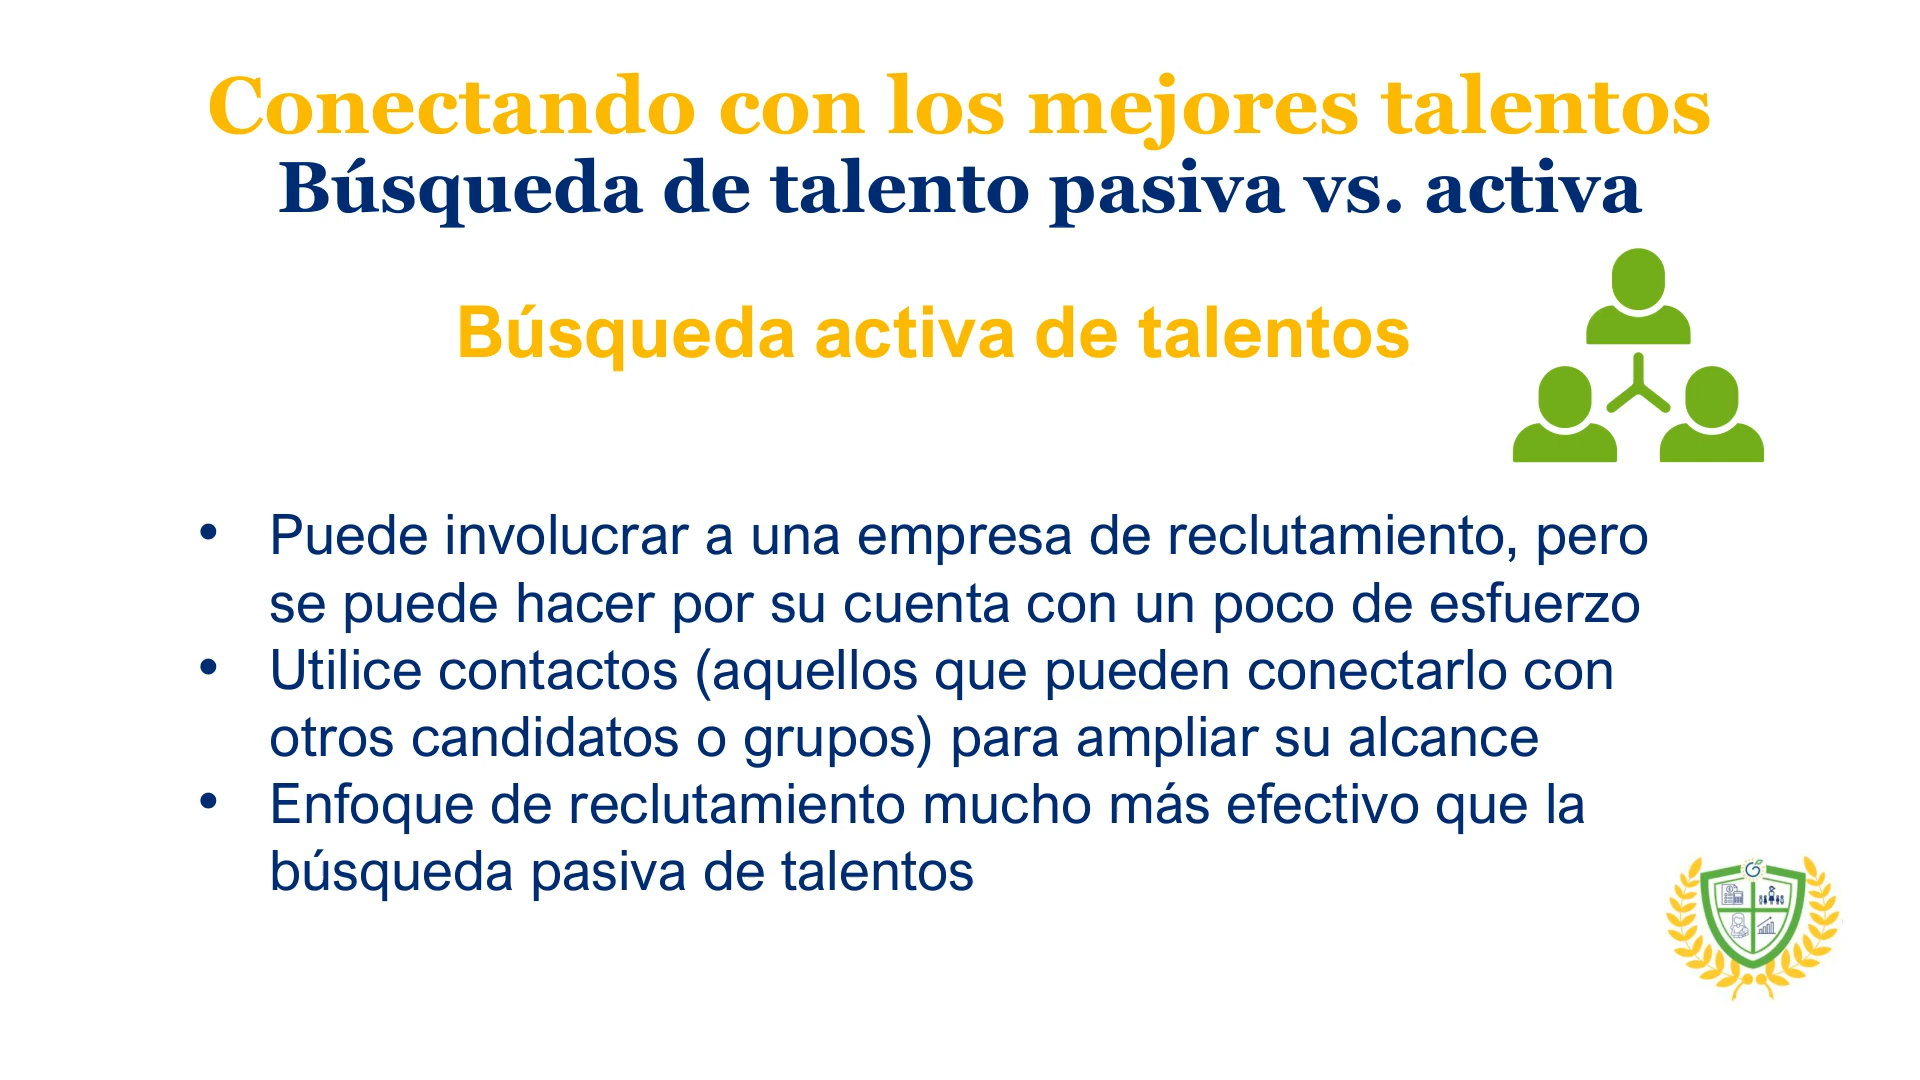 Conectando con los mejores talentos
Búsqueda de talento pasiva vs. activa
Búsqueda activa de talentos
• Puede involucrar a una empresa de reclutamiento, pero
se puede hacer por su cuenta con un poco de esfuerzo
• Utilice contactos (aquellos que pueden conectarlo con
otros candidatos o grupos) para ampliar su alcance
• Enfoque de reclutamiento mucho más efectivo que la
búsqueda pasiva de talentos